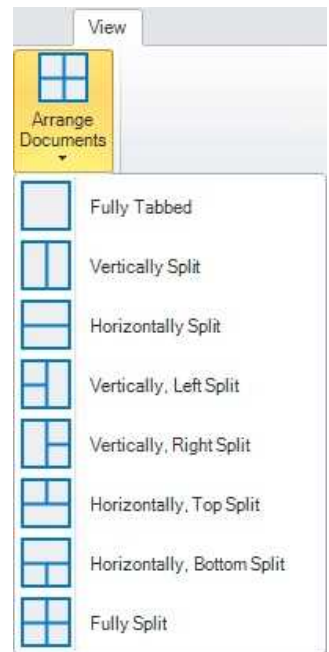 View
Arrange
Documents
Fully Tabbed
Vertically Split
Horizontally Split
Vertically, Left Split
Vertically, Right Split
Horizontally, Top Split
Horizontally, Bottom Split
Fully Split